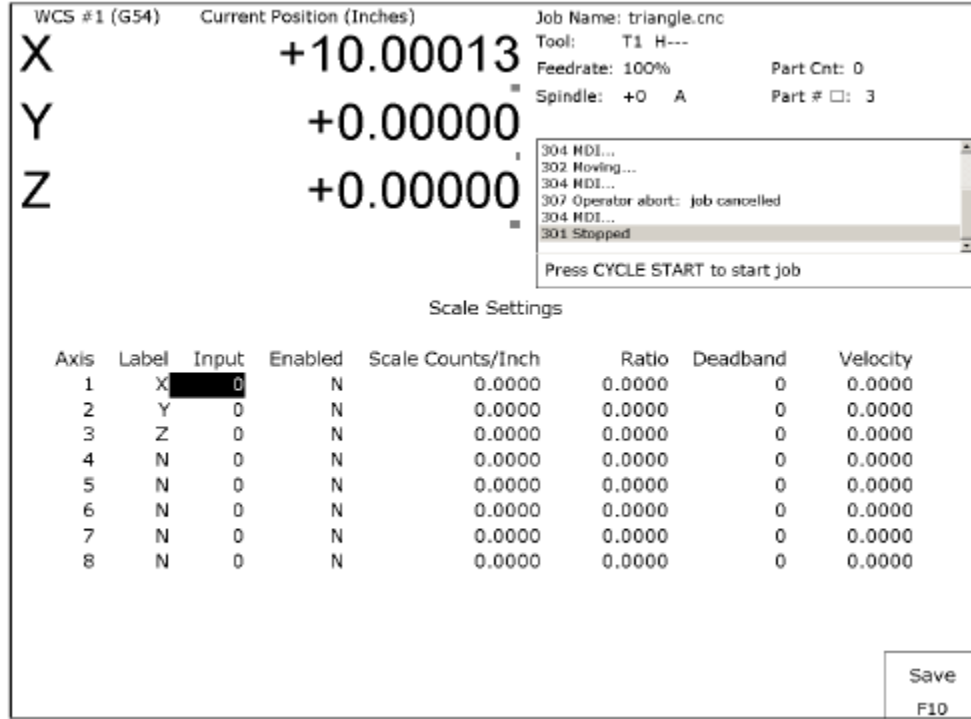 WCS #1 (G54) Current Position (Inches)
X +10.00013
Y +0.00000
Z +0.00000
Job Name: triangle.cnc
Tool: T1 H---
Feedrate: 100% Part Cnt: 0
Spindle: +0 A Part # □: 3
304 MDI...
302 Moving...
304 MDI...
307 Operator abort: job cancelled
304 MDI...
301 Stopped
Press CYCLE START to start job
Scale Settings
Axis Label Input Enabled Scale Counts/Inch Ratio Deadband Velocity
1 X 0 N 0.0000 0.0000 0 0.0000
2 Y 0 N 0.0000 0.0000 0 0.0000
3 Z 0 N 0.0000 0.0000 0 0.0000
4 N 0 N 0.0000 0.0000 0 0.0000
5 N 0 N 0.0000 0.0000 0 0.0000
6 N 0 N 0.0000 0.0000 0 0.0000
7 N 0 N 0.0000 0.0000 0 0.0000
8 N 0 N 0.0000 0.0000 0 0.0000
Save
F10